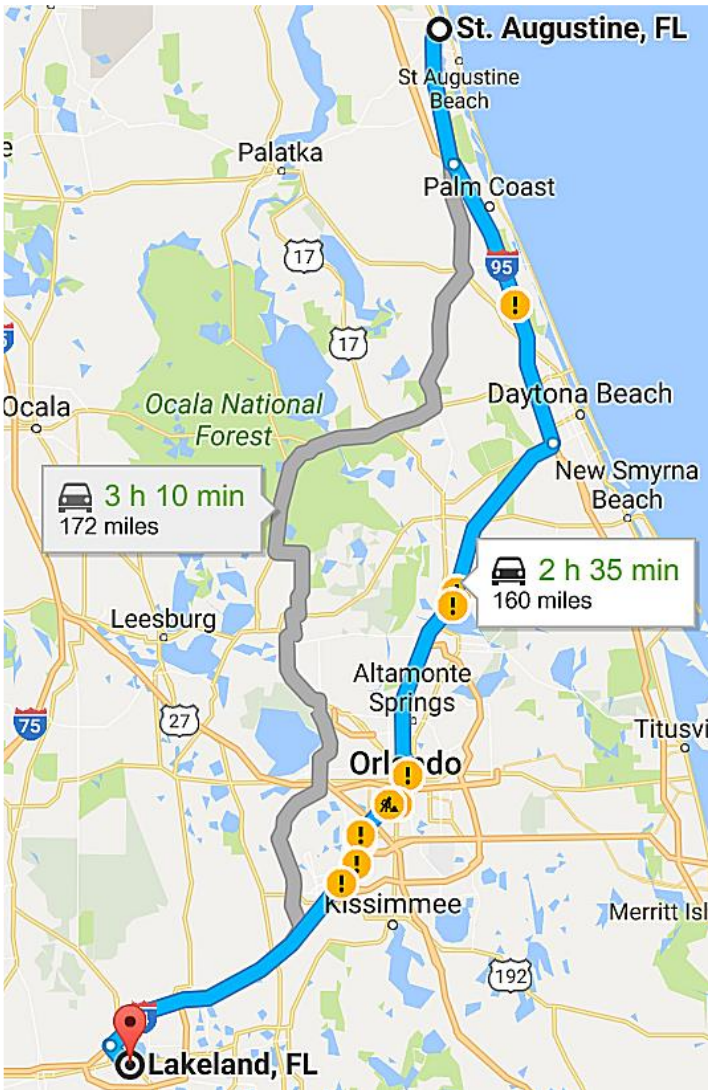 St. Augustine, FL
St Augustine
Beach
Palatka
Palm Coast
17
95
17
Daytona Beach
Ocala
Ocala National
Forest
New Smyrna
Beach
3 h 10 min
172 miles
2 h 35 min
160 miles
Leesburg
Altamonte
Springs
75
27
Titusvi
Orlando
Kissimmee
Merritt Isl
192
Lakeland, FL